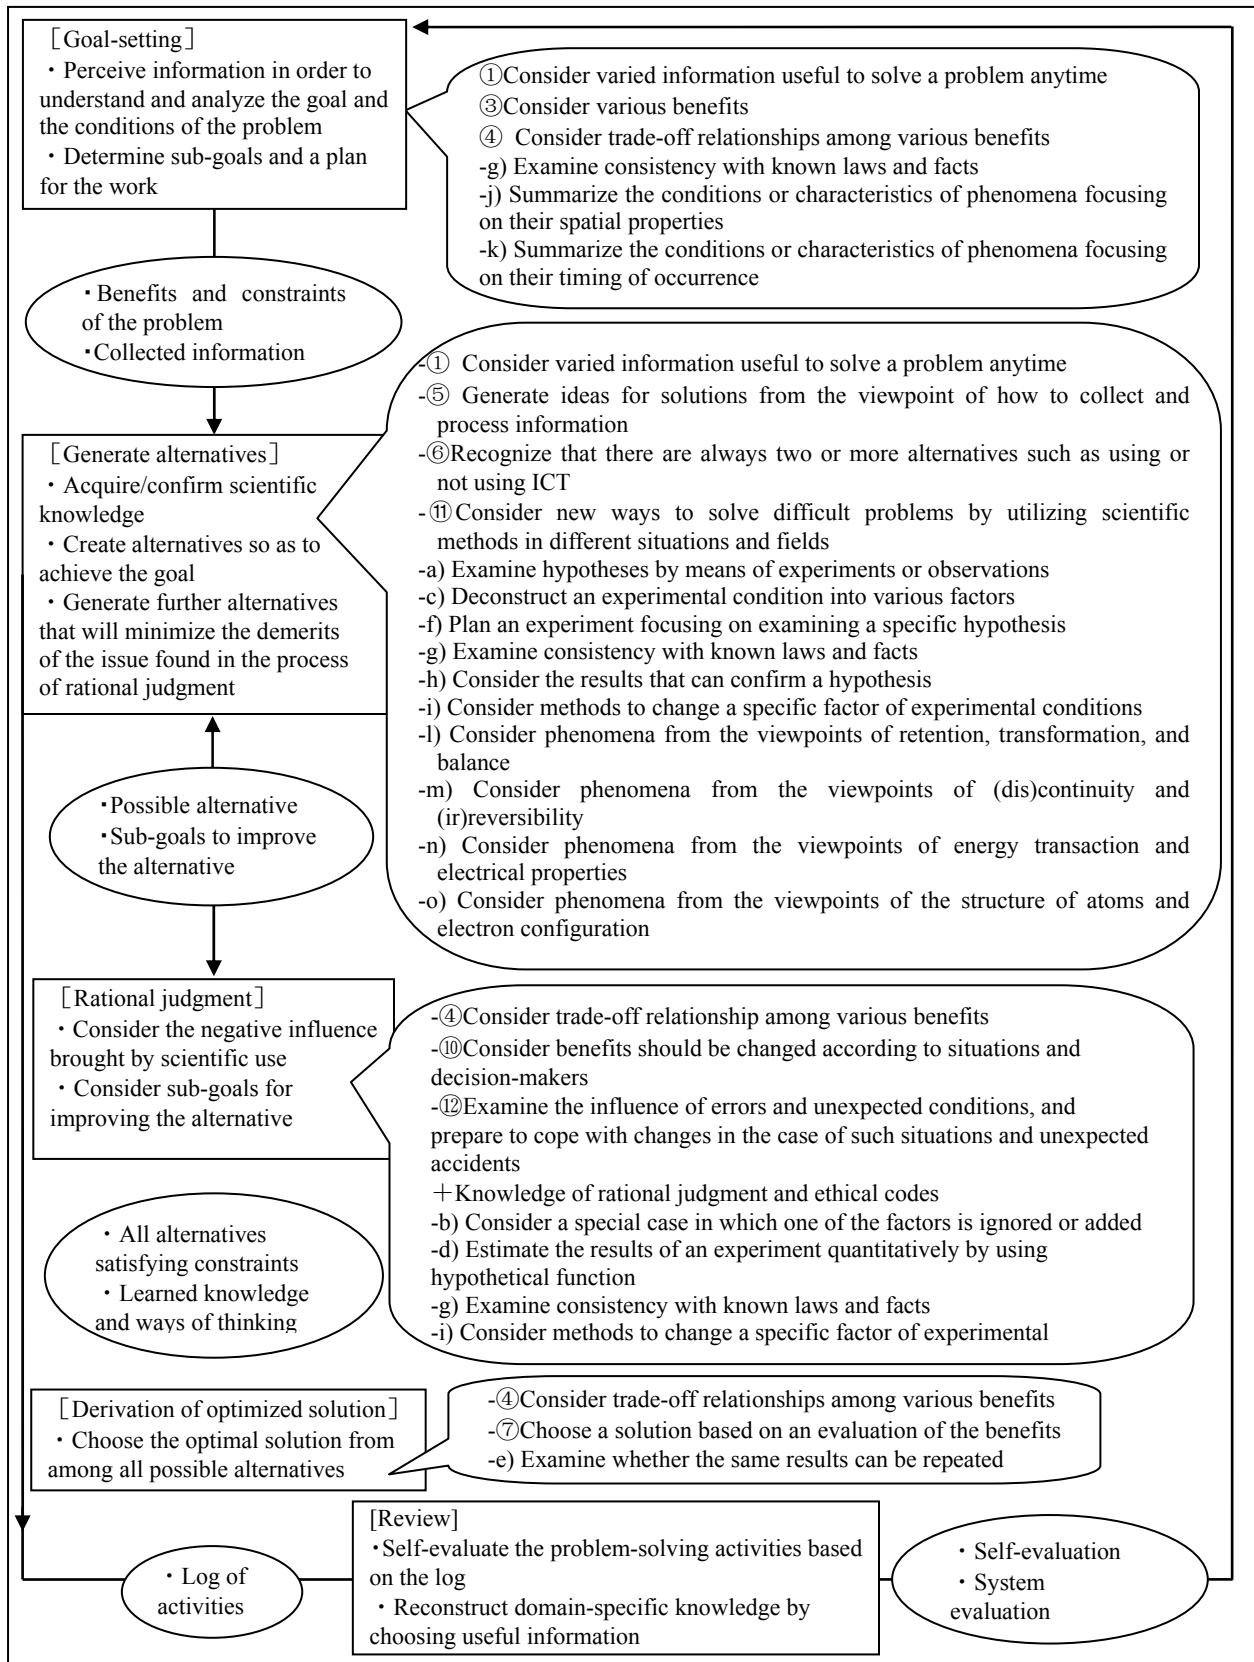 ［Goal-setting］
・Perceive information in order to
understand and analyze the goal and
the conditions of the problem
・Determine sub-goals and a plan
for the work
①Consider varied information useful to solve a problem anytime
③Consider various benefits
④ Consider trade-off relationships among various benefits
-g) Examine consistency with known laws and facts
-j) Summarize the conditions or characteristics of phenomena focusing
on their spatial properties
-k) Summarize the conditions or characteristics of phenomena focusing
on their timing of occurrence
・Benefits and constraints
of the problem
・Collected information
[Generate alternatives]
・Acquire/confirm scientific
knowledge
・Create alternatives so as to
achieve the goal
・Generate further alternatives
that will minimize the demerits
of the issue found in the process
of rational judgment
-① Consider varied information useful to solve a problem anytime
-⑤ Generate ideas for solutions from the viewpoint of how to collect and
process information
-⑥Recognize that there are always two or more alternatives such as using or
not using ICT
-⑪Consider new ways to solve difficult problems by utilizing scientific
methods in different situations and fields
-a) Examine hypotheses by means of experiments or observations
-c) Deconstruct an experimental condition into various factors
-f) Plan an experiment focusing on examining a specific hypothesis
-g) Examine consistency with known laws and facts
-h) Consider the results that can confirm a hypothesis
-i) Consider methods to change a specific factor of experimental conditions
-l) Consider phenomena from the viewpoints of retention, transformation, and
balance
-m) Consider phenomena from the viewpoints of (dis)continuity and
(ir)reversibility
-n) Consider phenomena from the viewpoints of energy transaction and
electrical properties
-o) Consider phenomena from the viewpoints of the structure of atoms and
electron configuration
・Possible alternative
・Sub-goals to improve
the alternative
［Rational judgment］
・Consider the negative influence
brought by scientific use
・Consider sub-goals for
improving the alternative
-④Consider trade-off relationship among various benefits
-⑩Consider benefits should be changed according to situations and
decision-makers
-⑫Examine the influence of errors and unexpected conditions, and
prepare to cope with changes in the case of such situations and unexpected
accidents
＋Knowledge of rational judgment and ethical codes
-b) Consider a special case in which one of the factors is ignored or added
-d) Estimate the results of an experiment quantitatively by using
hypothetical function
-g) Examine consistency with known laws and facts
-i) Consider methods to change a specific factor of experimental
・All alternatives
satisfying constraints
・Learned knowledge
and ways of thinking
［Derivation of optimized solution］
・Choose the optimal solution from
among all possible alternatives
-④Consider trade-off relationships among various benefits
-⑦Choose a solution based on an evaluation of the benefits
-e) Examine whether the same results can be repeated
・Log of
activities
[Review]
・Self-evaluate the problem-solving activities based
on the log
・Reconstruct domain-specific knowledge by
choosing useful information
・Self-evaluation
・System
evaluation